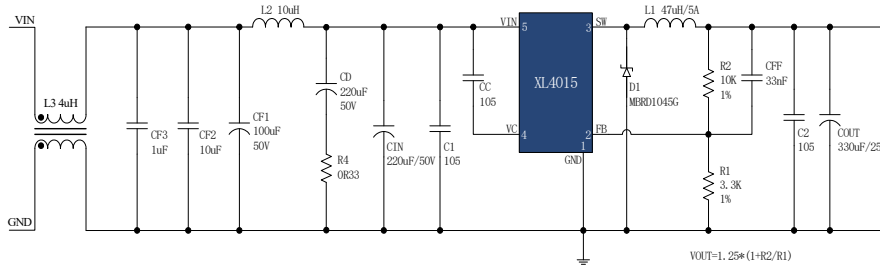 VIN
L3 4uH
GND
CF3
1uF
CF2
10uF
CF1
100uF
50V
L2 10uH
CD
220uF
50V
R4
0R33
CIN
220uF/50V
C1
105
CC
105
VIN
5
VC
4
XL4015
3
SW
2
FB
1
GND
D1
MBRD1045G
L1 47uH/5A
R2
10K
1%
CFF
33nF
R1
3.3K
1%
C2
105
COUT
330uF/25
VOUT=1.25*(1+R2/R1)